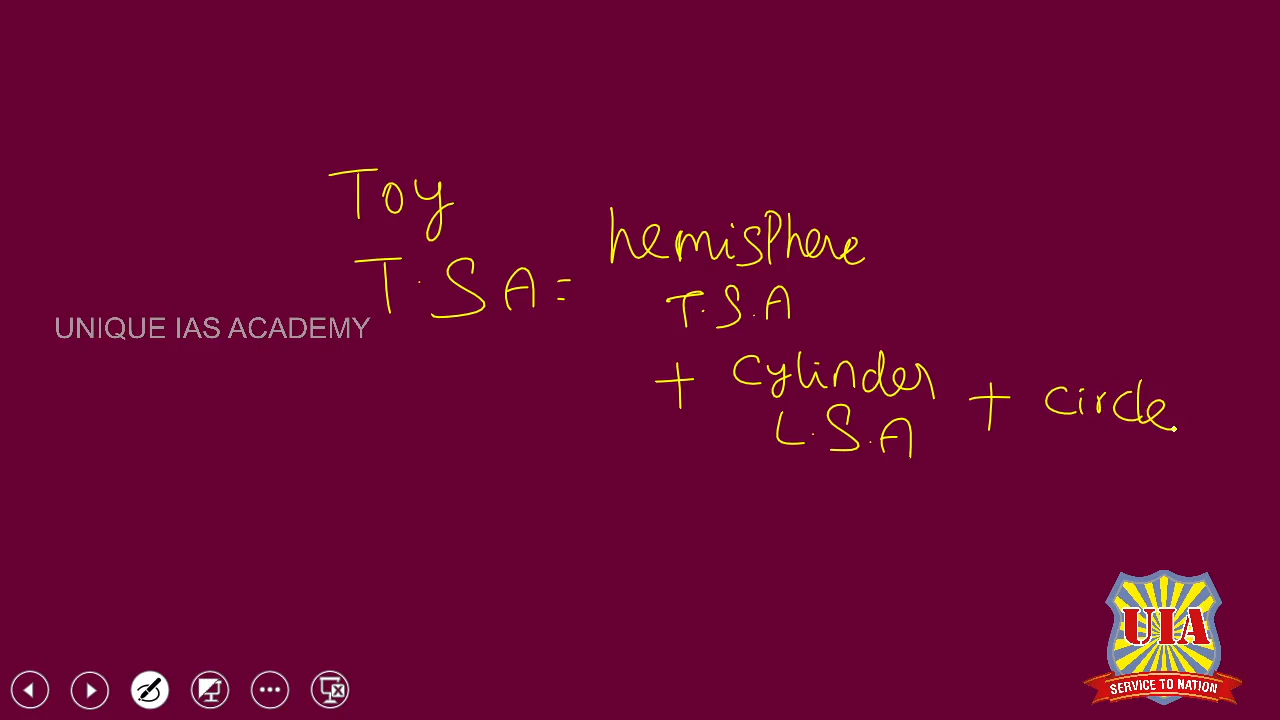 Toy
T.S.A = hemisphere
T.S.A
+ cylinder + circle
L.S.A
UNIQUE IAS ACADEMY
UIA
SERVICE TO NATION